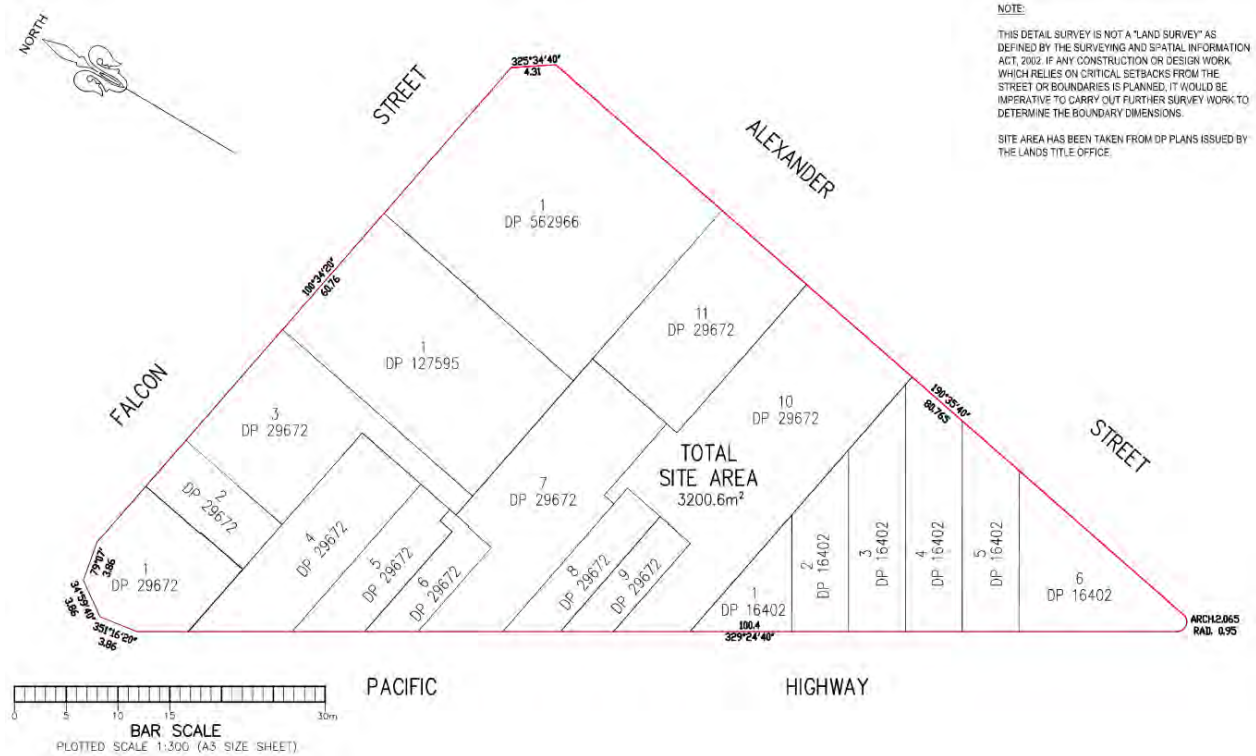 NOTE:
THIS DETAIL SURVEY IS NOT A "LAND SURVEY" AS
DEFINED BY THE SURVEYING AND SPATIAL INFORMATION
ACT, 2002. IF ANY CONSTRUCTION OR DESIGN WORK
WHICH RELIES ON CRITICAL SETBACKS FROM THE
STREET OR BOUNDARIES IS PLANNED, IT WOULD BE
IMPERATIVE TO CARRY OUT FURTHER SURVEY WORK TO
DETERMINE THE BOUNDARY DIMENSIONS.
SITE AREA HAS BEEN TAKEN FROM DP PLANS ISSUED BY
THE LANDS TITLE OFFICE.
NORTH
STREET
325°34'40"
4.31
ALEXANDER
1
DP 562966
100°34'20"
60.76
11
DP 29672
1
DP 127595
FALCON
3
DP 29672
10
DP 29672
190°35'40"
80.765
STREET
TOTAL
SITE AREA
3200.6m²
2
DP 29672
7
DP 29672
4
DP 29672
5
DP 29672
6
DP 29672
8
DP 29672
9
DP 29672
1
DP 29672
79°07'
3.86
34°59'40"
3.86
351°16'20"
3.86
1
DP 16402
2
DP 16402
3
DP 16402
4
DP 16402
5
DP 16402
6
DP 16402
100.4
329°24'40"
ARCH:2.065
RAD. 0.95
PACIFIC
HIGHWAY
0 5 10 15 30m
BAR SCALE
PLOTTED SCALE 1:300 (A3 SIZE SHEET)